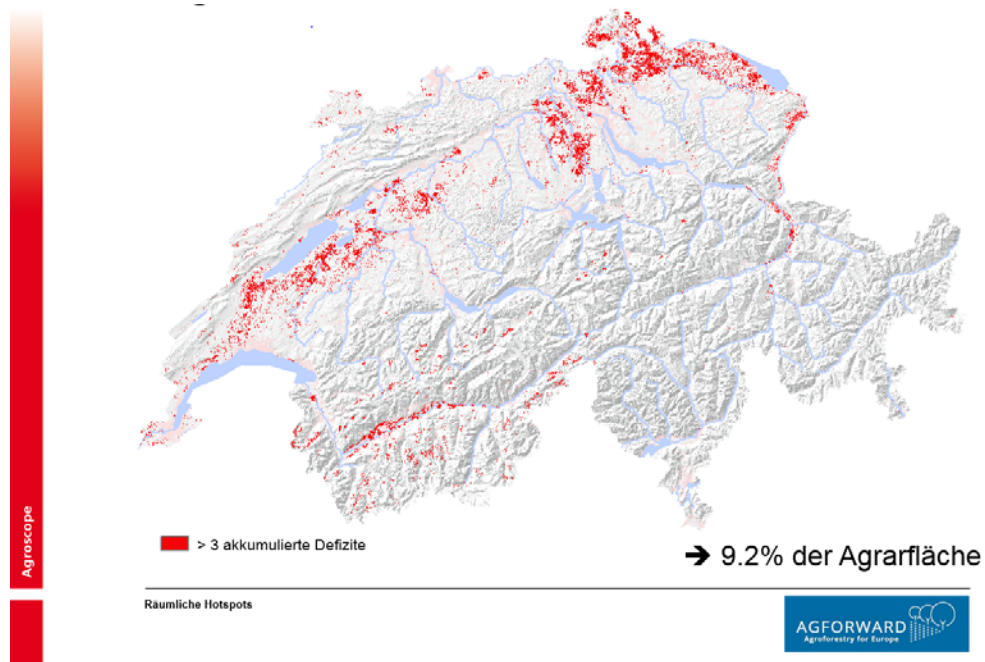 > 3 akkumulierte Defizite
➔ 9.2% der Agrarfläche
Räumliche Hotspots
Agroscope
AGFORWARD
Agroforestry for Europe